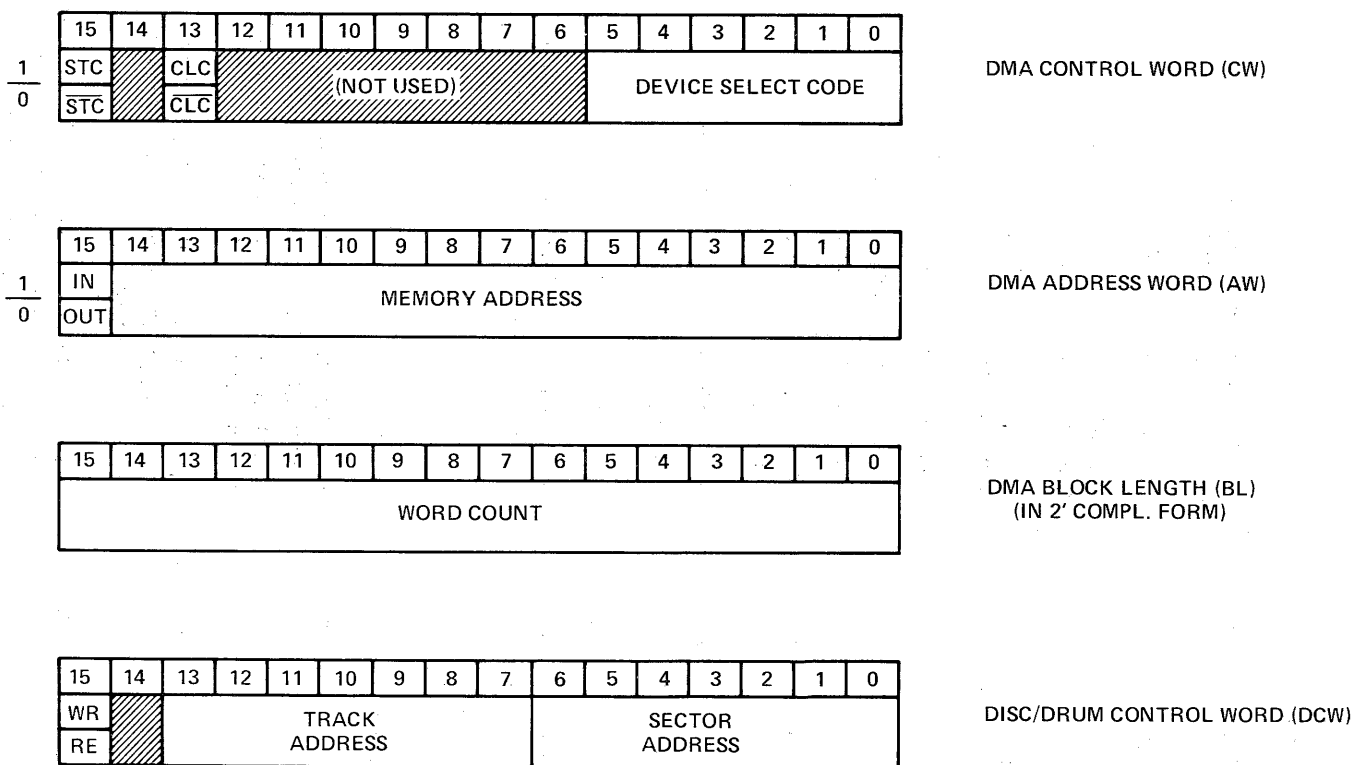 15 14 13 12 11 10 9 8 7 6 5 4 3 2 1 0
1 STC CLC (NOT USED) DEVICE SELECT CODE DMA CONTROL WORD (CW)
0 S̅T̅C̅ C̅L̅C̅
15 14 13 12 11 10 9 8 7 6 5 4 3 2 1 0
1 IN MEMORY ADDRESS DMA ADDRESS WORD (AW)
0 OUT
15 14 13 12 11 10 9 8 7 6 5 4 3 2 1 0
WORD COUNT DMA BLOCK LENGTH (BL)
(IN 2' COMPL. FORM)
15 14 13 12 11 10 9 8 7 6 5 4 3 2 1 0
WR TRACK SECTOR DISC/DRUM CONTROL WORD (DCW)
RE ADDRESS ADDRESS